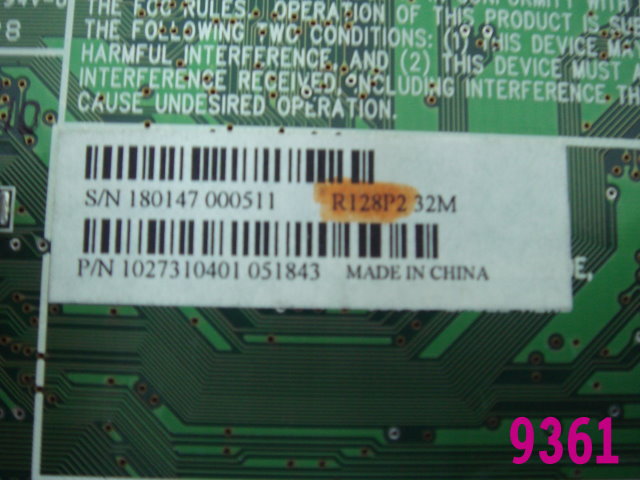 94V-0
THE FCC RULES. OPERATION OF THIS PRODUCT IS SU
THE FOLLOWING TWO CONDITIONS: (1) THIS DEVICE MA
HARMFUL INTERFERENCE, AND (2) THIS DEVICE MUST A
INTERFERENCE RECEIVED, INCLUDING INTERFERENCE TH
CAUSE UNDESIRED OPERATION.
S/N 180147 000511 R128P2 32M
P/N 1027310401 051843 MADE IN CHINA
9361